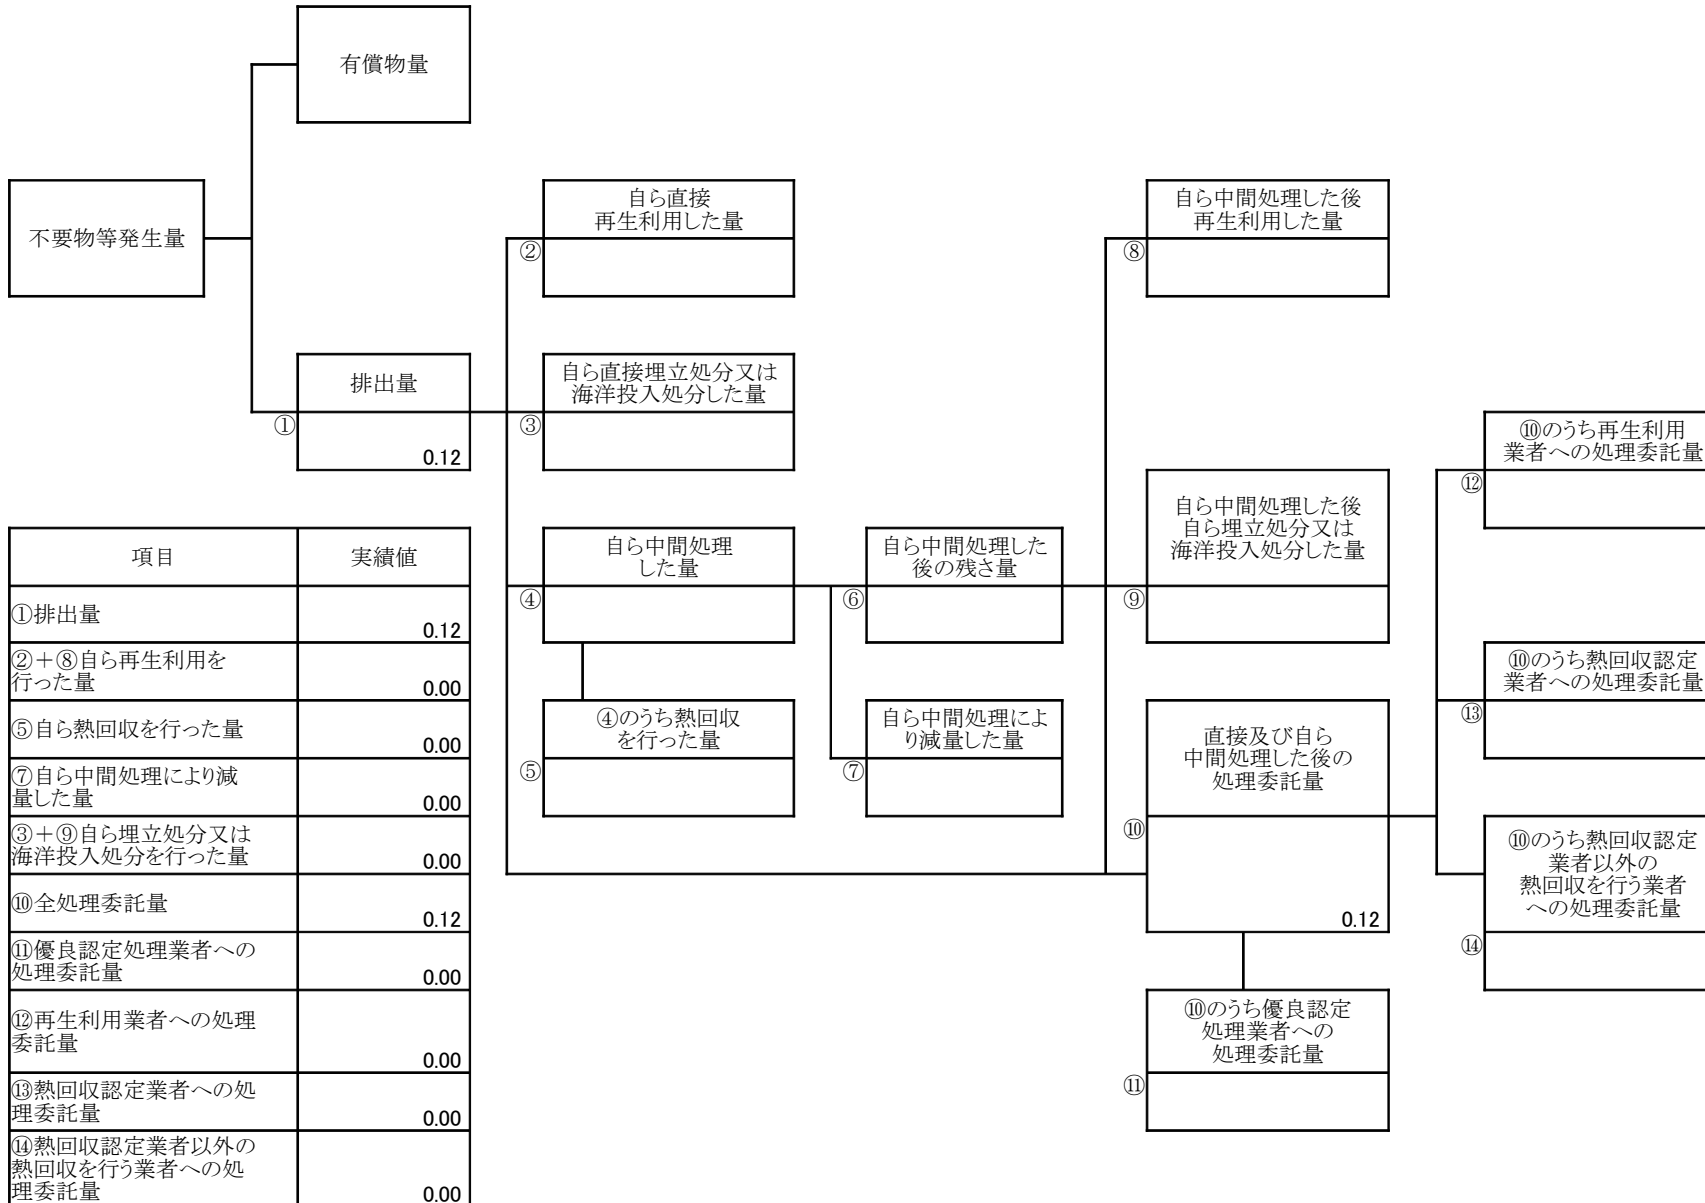 有償物量
不要物等発生量
自ら直接
再生利用した量
②
自ら中間処理した後
再生利用した量
⑧
排出量
①
0.12
自ら直接埋立処分又は
海洋投入処分した量
③
⑩のうち再生利用
業者への処理委託量
⑫
自ら中間処理
した量
④
自ら中間処理した
後の残さ量
⑥
自ら中間処理した後
自ら埋立処分又は
海洋投入処分した量
⑨
⑩のうち熱回収認定
業者への処理委託量
⑬
④のうち熱回収
を行った量
⑤
自ら中間処理によ
り減量した量
⑦
直接及び自ら
中間処理した後の
処理委託量
⑩
0.12
⑩のうち熱回収認定
業者以外の
熱回収を行う業者
への処理委託量
⑭
⑩のうち優良認定
処理業者への
処理委託量
⑪
項目 実績値
①排出量
0.12
②＋⑧自ら再生利用を
行った量
0.00
⑤自ら熱回収を行った量
0.00
⑦自ら中間処理により減
量した量
0.00
③＋⑨自ら埋立処分又は
海洋投入処分を行った量
0.00
⑩全処理委託量
0.12
⑪優良認定処理業者への
処理委託量
0.00
⑫再生利用業者への処理
委託量
0.00
⑬熱回収認定業者への処
理委託量
0.00
⑭熱回収認定業者以外の
熱回収を行う業者への処
理委託量
0.00